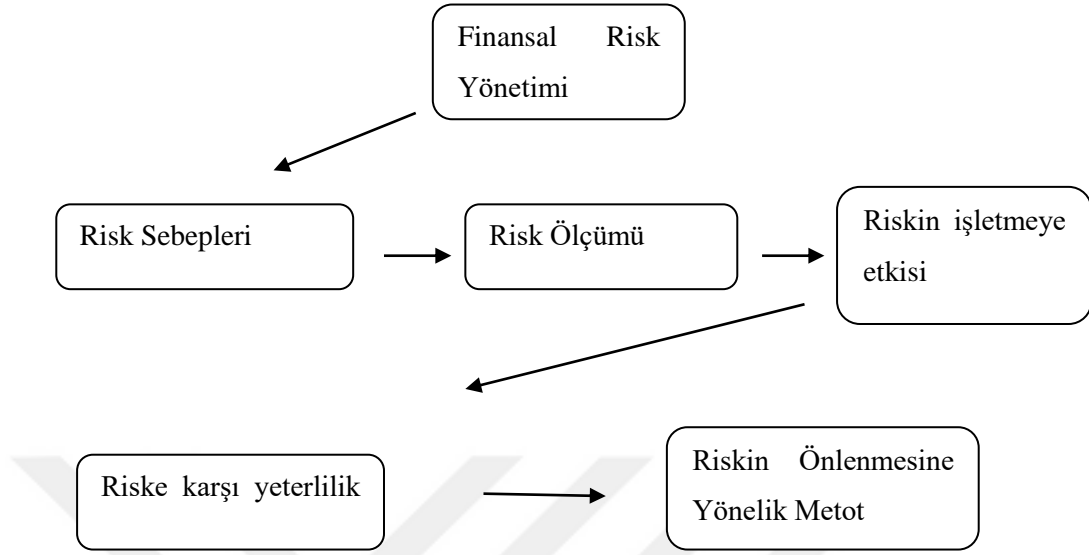 Finansal Risk
Yönetimi
Risk Sebepleri
Risk Ölçümü
Riskin işletmeye
etkisi
Riske karşı yeterlilik
Riskin Önlenmesine
Yönelik Metot